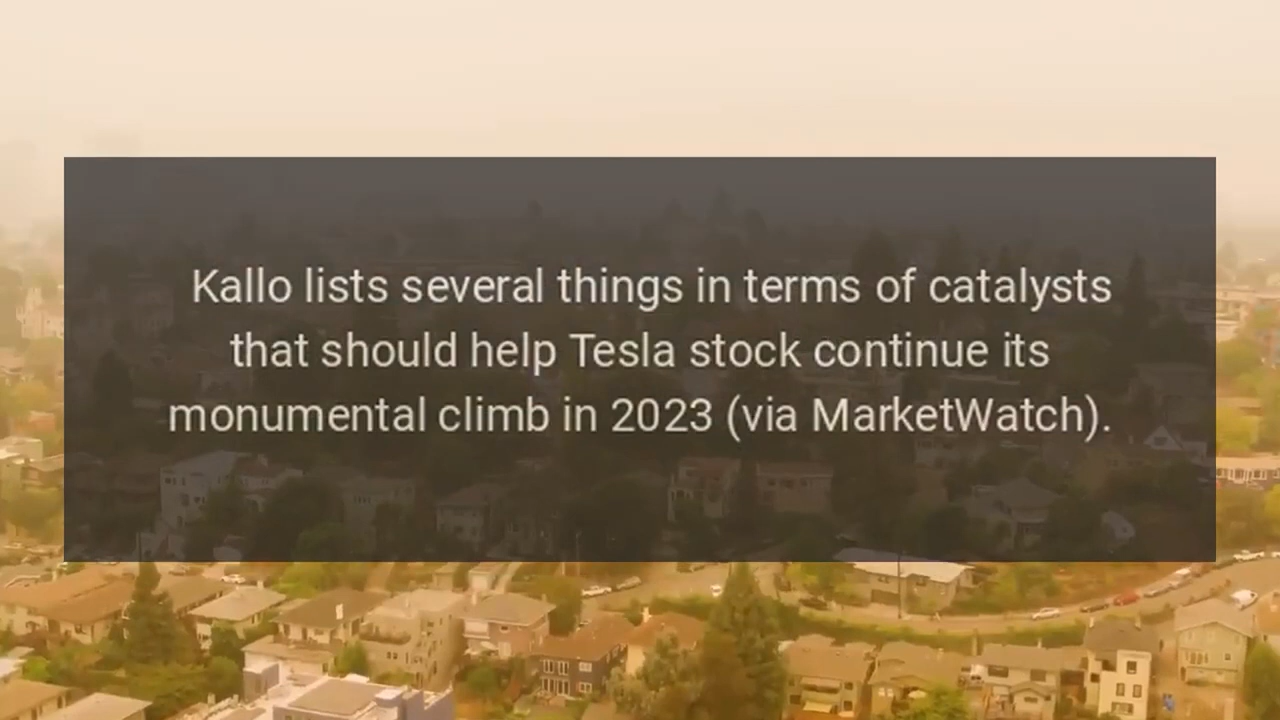 Kallo lists several things in terms of catalysts
that should help Tesla stock continue its
monumental climb in 2023 (via MarketWatch).